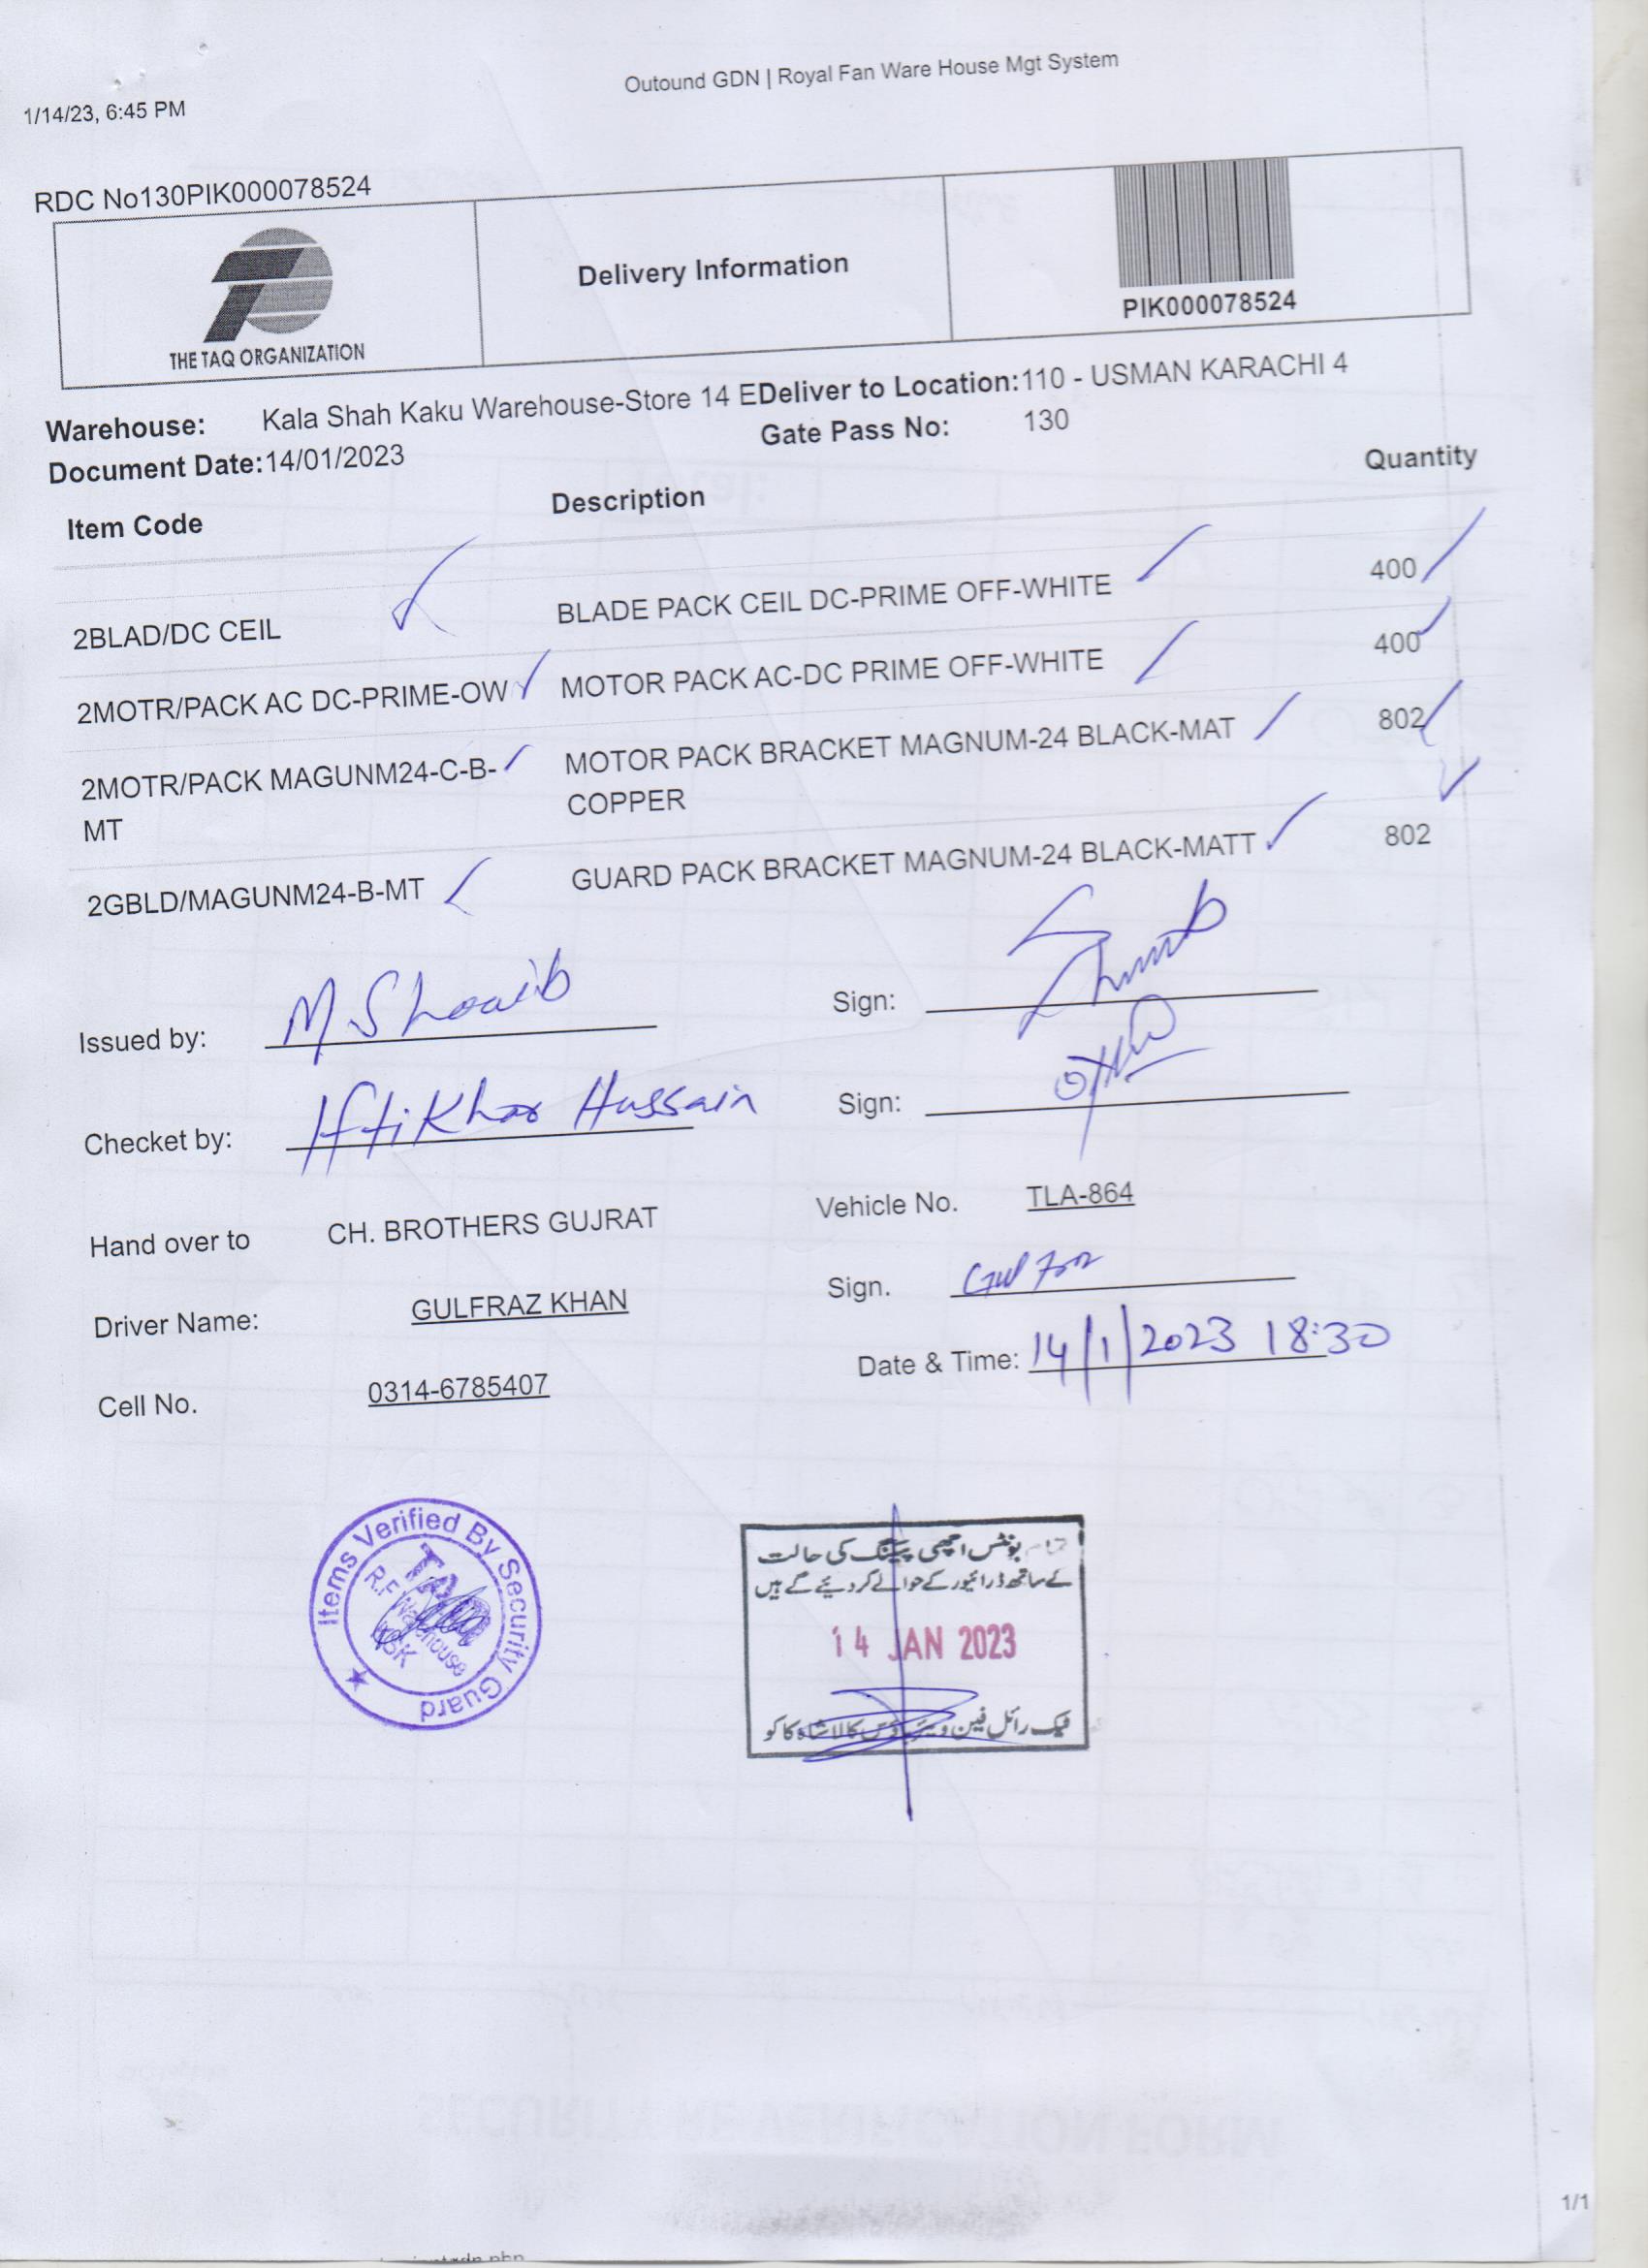 1/14/23, 6:45 PM
Outound GDN | Royal Fan Ware House Mgt System
RDC No130PIK000078524
THE TAQ ORGANIZATION
Delivery Information
PIK000078524
Warehouse: Kala Shah Kaku Warehouse-Store 14 E Deliver to Location: 110 - USMAN KARACHI 4
Document Date: 14/01/2023 Gate Pass No: 130
Item Code Description Quantity
2BLAD/DC CEIL BLADE PACK CEIL DC-PRIME OFF-WHITE 400
2MOTR/PACK AC DC-PRIME-OW MOTOR PACK AC-DC PRIME OFF-WHITE 400
2MOTR/PACK MAGUNM24-C-B- MOTOR PACK BRACKET MAGNUM-24 BLACK-MAT 802
MT COPPER
2GBLD/MAGUNM24-B-MT GUARD PACK BRACKET MAGNUM-24 BLACK-MATT 802
Issued by: M Shoaib Sign:
Checket by: Iftikhar Hussain Sign:
Hand over to CH. BROTHERS GUJRAT Vehicle No. TLA-864
Driver Name: GULFRAZ KHAN Sign.
Cell No. 0314-6785407 Date & Time: 14/1/2023 18:30
Items Verified By Security Guard
TAQ
R.F Warehouse
KSK
تمام یونٹس اچھی پیکنگ کی حالت
کے ساتھ ڈرائیور کے حوالے کر دیئے گے ہیں
14 JAN 2023
ٹیک رائل فین ویئر ہاؤس کالا شاہ کاکو
SECURITY RE VERIFICATION FORM
1/1